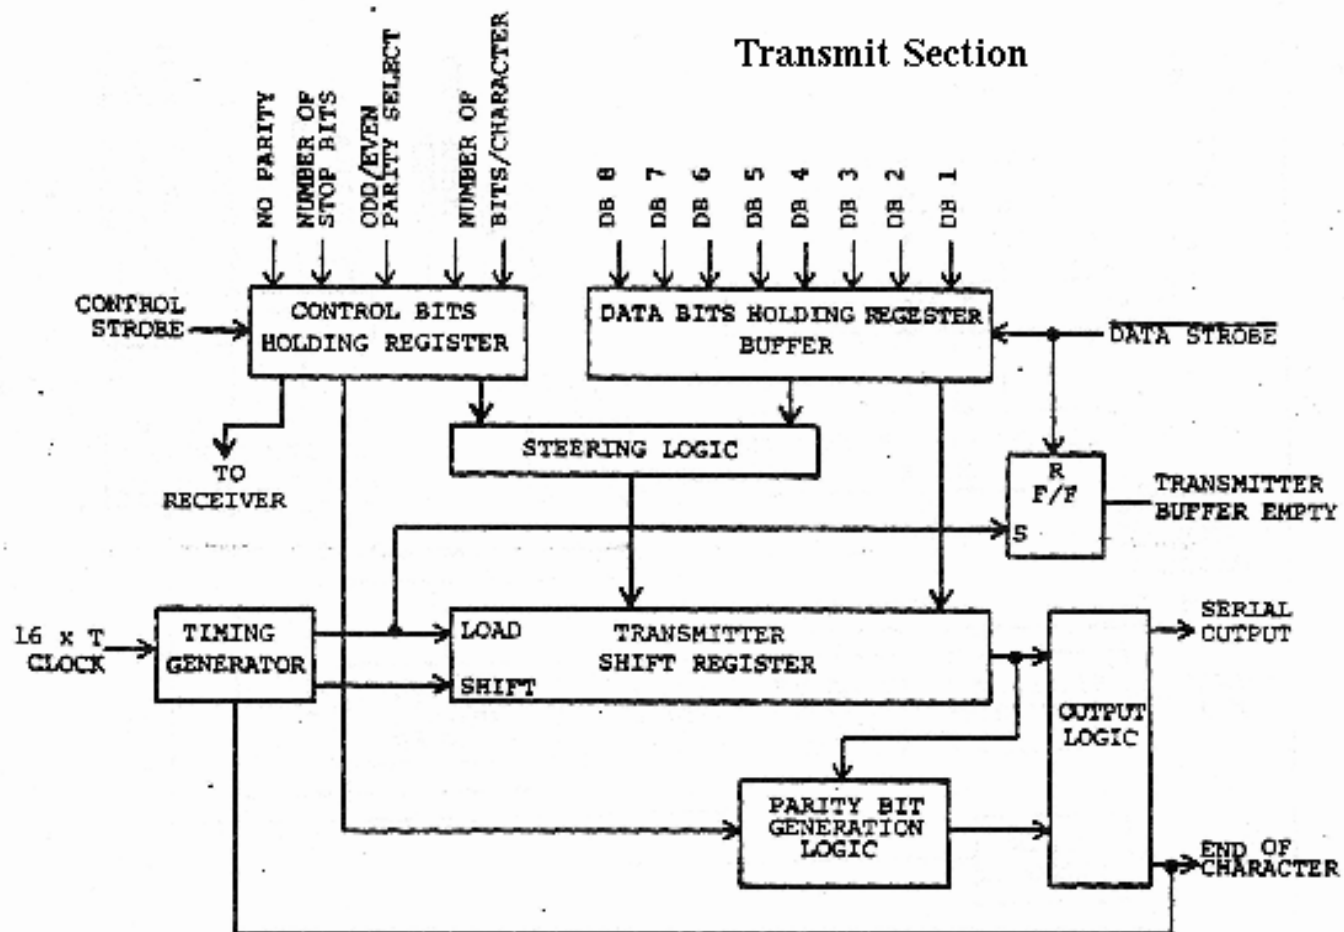 Transmit Section
NO PARITY
NUMBER OF
STOP BITS
ODD/EVEN
PARITY SELECT
NUMBER OF
BITS/CHARACTER
DB 8
DB 7
DB 6
DB 5
DB 4
DB 3
DB 2
DB 1
CONTROL
STROBE
CONTROL BITS
HOLDING REGISTER
DATA BITS HOLDING REGESTER
BUFFER
DATA STROBE
STEERING LOGIC
TO
RECEIVER
R
F/F
S
TRANSMITTER
BUFFER EMPTY
16 x T
CLOCK
TIMING
GENERATOR
LOAD
SHIFT
TRANSMITTER
SHIFT REGISTER
SERIAL
OUTPUT
OUTPUT
LOGIC
PARITY BIT
GENERATION
LOGIC
END OF
CHARACTER